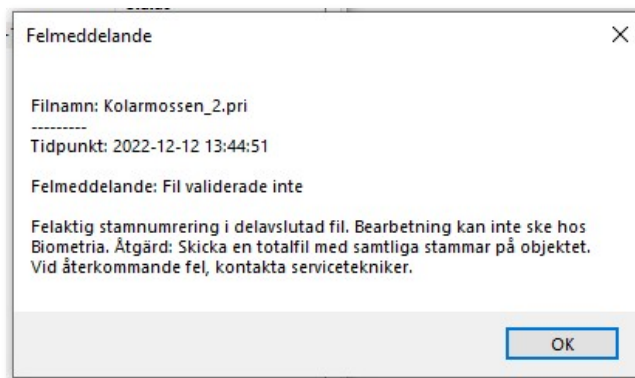 Felmeddelande
Filnamn: Kolarmossen_2.pri
---------
Tidpunkt: 2022-12-12 13:44:51
Felmeddelande: Fil validerade inte
Felaktig stamnumrering i delavslutad fil. Bearbetning kan inte ske hos
Biometria. Åtgärd: Skicka en totalfil med samtliga stammar på objektet.
Vid återkommande fel, kontakta servicetekniker.
OK